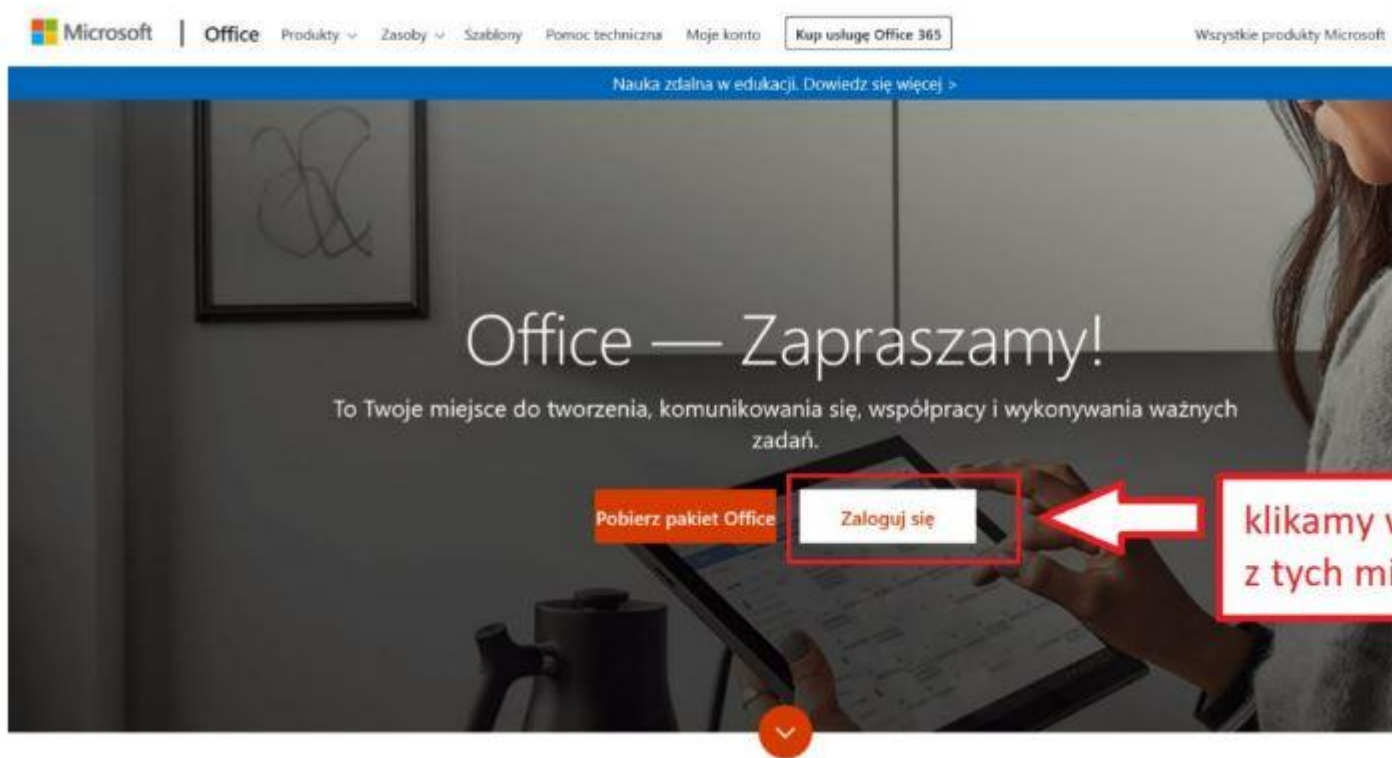 Microsoft | Office Produkty Zasoby Szablony Pomoc techniczna Moje konto Kup usługę Office 365 Wszystkie produkty Microsoft
Nauka zdalna w edukacji. Dowiedz się więcej >
Office — Zapraszamy!
To Twoje miejsce do tworzenia, komunikowania się, współpracy i wykonywania ważnych
zadań.
Pobierz pakiet Office Zaloguj się
klikamy
z tych